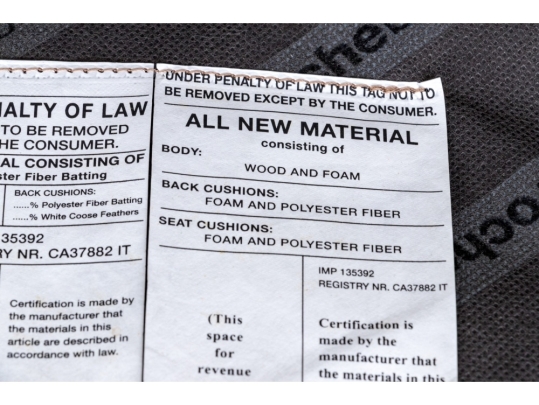 cheb
NALTY OF LAW
TO BE REMOVED
HE CONSUMER.
AL CONSISTING OF
ster Fiber Batting
BACK CUSHIONS:
......% Polyester Fiber Batting
......% White Coose Feathers
35392
RY NR. CA37882 IT
Certification is made by
the manufacturer that
the materials in this
article are described in
accordance with law.
UNDER PENALTY OF LAW THIS TAG NOT TO
BE REMOVED EXCEPT BY THE CONSUMER.
ALL NEW MATERIAL
consisting of
BODY:
WOOD AND FOAM
BACK CUSHIONS:
FOAM AND POLYESTER FIBER
SEAT CUSHIONS:
FOAM AND POLYESTER FIBER
IMP 135392
REGISTRY NR. CA37882 IT
(This
space
for
revenue
Certification is
made by the
manufacturer that
the materials in this
och